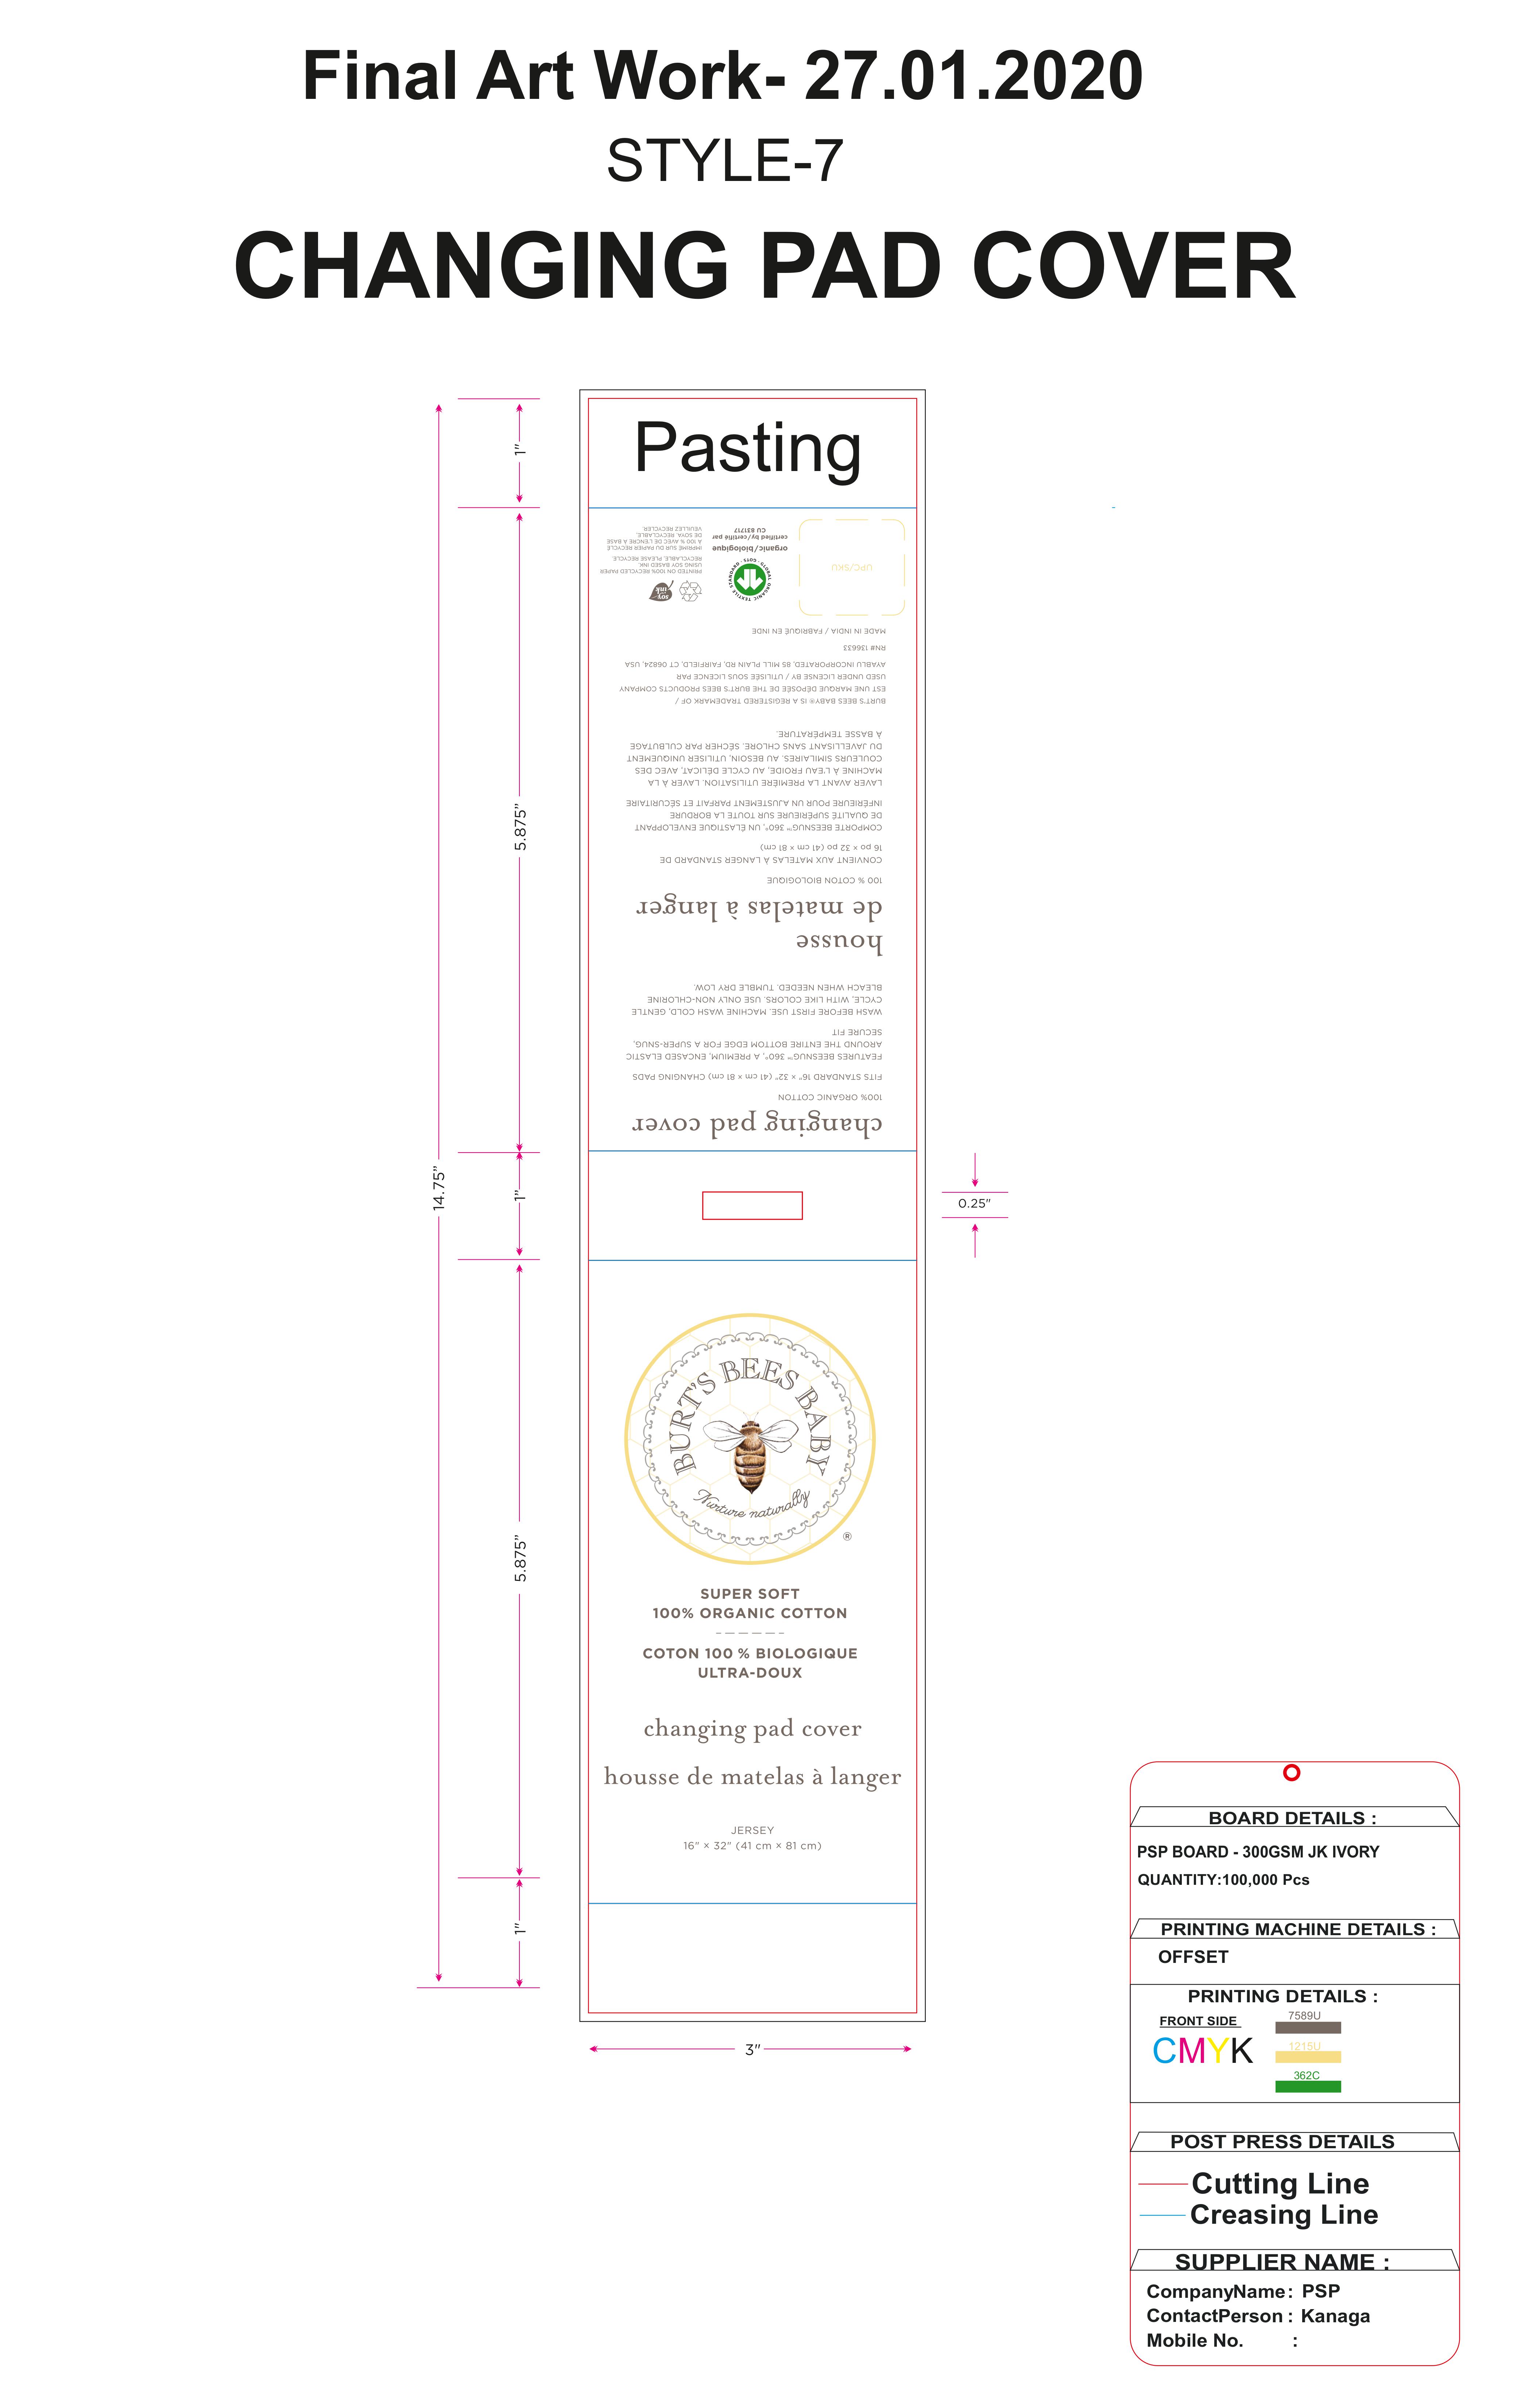 Final Art Work- 27.01.2020
STYLE-7
CHANGING PAD COVER
Pasting
1"
5.875"
14.75"
1"
0.25"
5.875"
1"
3"
changing pad cover
100% ORGANIC COTTON
FITS STANDARD 16" × 32" (41 cm × 81 cm) CHANGING PADS
FEATURES BEESNUG™ 360°, A PREMIUM, ENCASED ELASTIC
AROUND THE ENTIRE BOTTOM EDGE FOR A SUPER-SNUG,
SECURE FIT
WASH BEFORE FIRST USE. MACHINE WASH COLD, GENTLE
CYCLE, WITH LIKE COLORS. USE ONLY NON-CHLORINE
BLEACH WHEN NEEDED. TUMBLE DRY LOW.
housse
de matelas à langer
100 % COTON BIOLOGIQUE
CONVIENT AUX MATELAS À LANGER STANDARD DE
16 po × 32 po (41 cm × 81 cm)
COMPORTE BEESNUG™ 360°, UN ÉLASTIQUE ENVELOPPANT
DE QUALITÉ SUPÉRIEURE SUR TOUTE LA BORDURE
INFÉRIEURE POUR UN AJUSTEMENT PARFAIT ET SÉCURITAIRE
LAVER AVANT LA PREMIÈRE UTILISATION. LAVER À LA
MACHINE À L'EAU FROIDE, AU CYCLE DÉLICAT, AVEC DES
COULEURS SIMILAIRES. AU BESOIN, UTILISER UNIQUEMENT
DU JAVELLISANT SANS CHLORE. SÉCHER PAR CULBUTAGE
À BASSE TEMPÉRATURE.
BURT'S BEES BABY® IS A REGISTERED TRADEMARK OF /
EST UNE MARQUE DÉPOSÉE DE THE BURT'S BEES PRODUCTS COMPANY
USED UNDER LICENSE BY / UTILISÉE SOUS LICENCE PAR
AYABLU INCORPORATED, 85 MILL PLAIN RD, FAIRFIELD, CT 06824, USA
RN# 136633
MADE IN INDIA / FABRIQUÉ EN INDE
UPC/SKU
GLOBAL ORGANIC TEXTILE STANDARD · GOTS ·
organic/biologique
certified by/certifié par
CU 831717
SOY INK
PRINTED ON 100% RECYCLED PAPER
USING SOY BASED INK.
RECYCLABLE. PLEASE RECYCLE.
IMPRIMÉ SUR DU PAPIER RECYCLÉ
À 100 % AVEC DE L'ENCRE À BASE
DE SOYA. RECYCLABLE.
VEUILLEZ RECYCLER.
BURT'S BEES BABY
Nurture naturally
®
SUPER SOFT
100% ORGANIC COTTON
COTON 100 % BIOLOGIQUE
ULTRA-DOUX
changing pad cover
housse de matelas à langer
JERSEY
16" × 32" (41 cm × 81 cm)
BOARD DETAILS :
PSP BOARD - 300GSM JK IVORY
QUANTITY:100,000 Pcs
PRINTING MACHINE DETAILS :
OFFSET
PRINTING DETAILS :
FRONT SIDE
CMYK
7589U
1215U
362C
POST PRESS DETAILS
Cutting Line
Creasing Line
SUPPLIER NAME :
CompanyName : PSP
ContactPerson : Kanaga
Mobile No. :